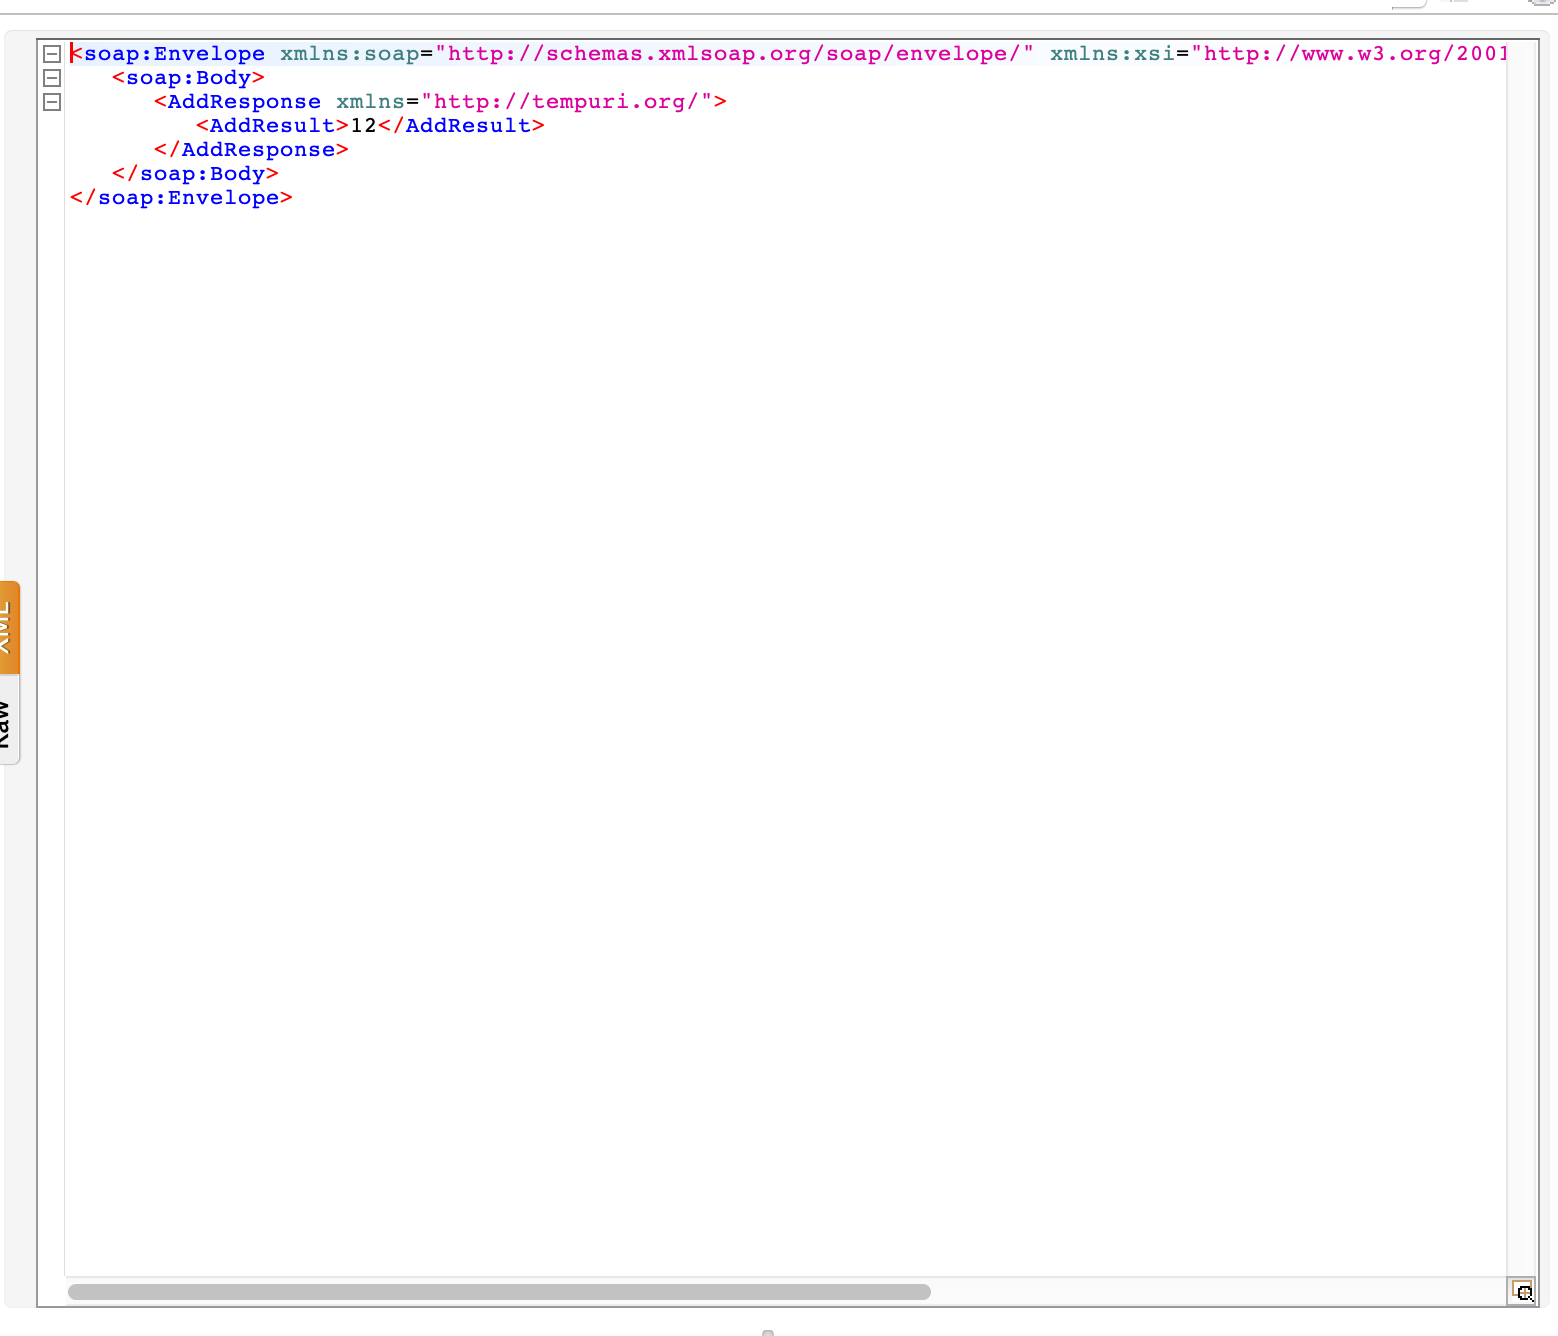 <soap:Envelope xmlns:soap="http://schemas.xmlsoap.org/soap/envelope/" xmlns:xsi="http://www.w3.org/2001
<soap:Body>
<AddResponse xmlns="http://tempuri.org/">
<AddResult>12</AddResult>
</AddResponse>
</soap:Body>
</soap:Envelope>
XML
Raw